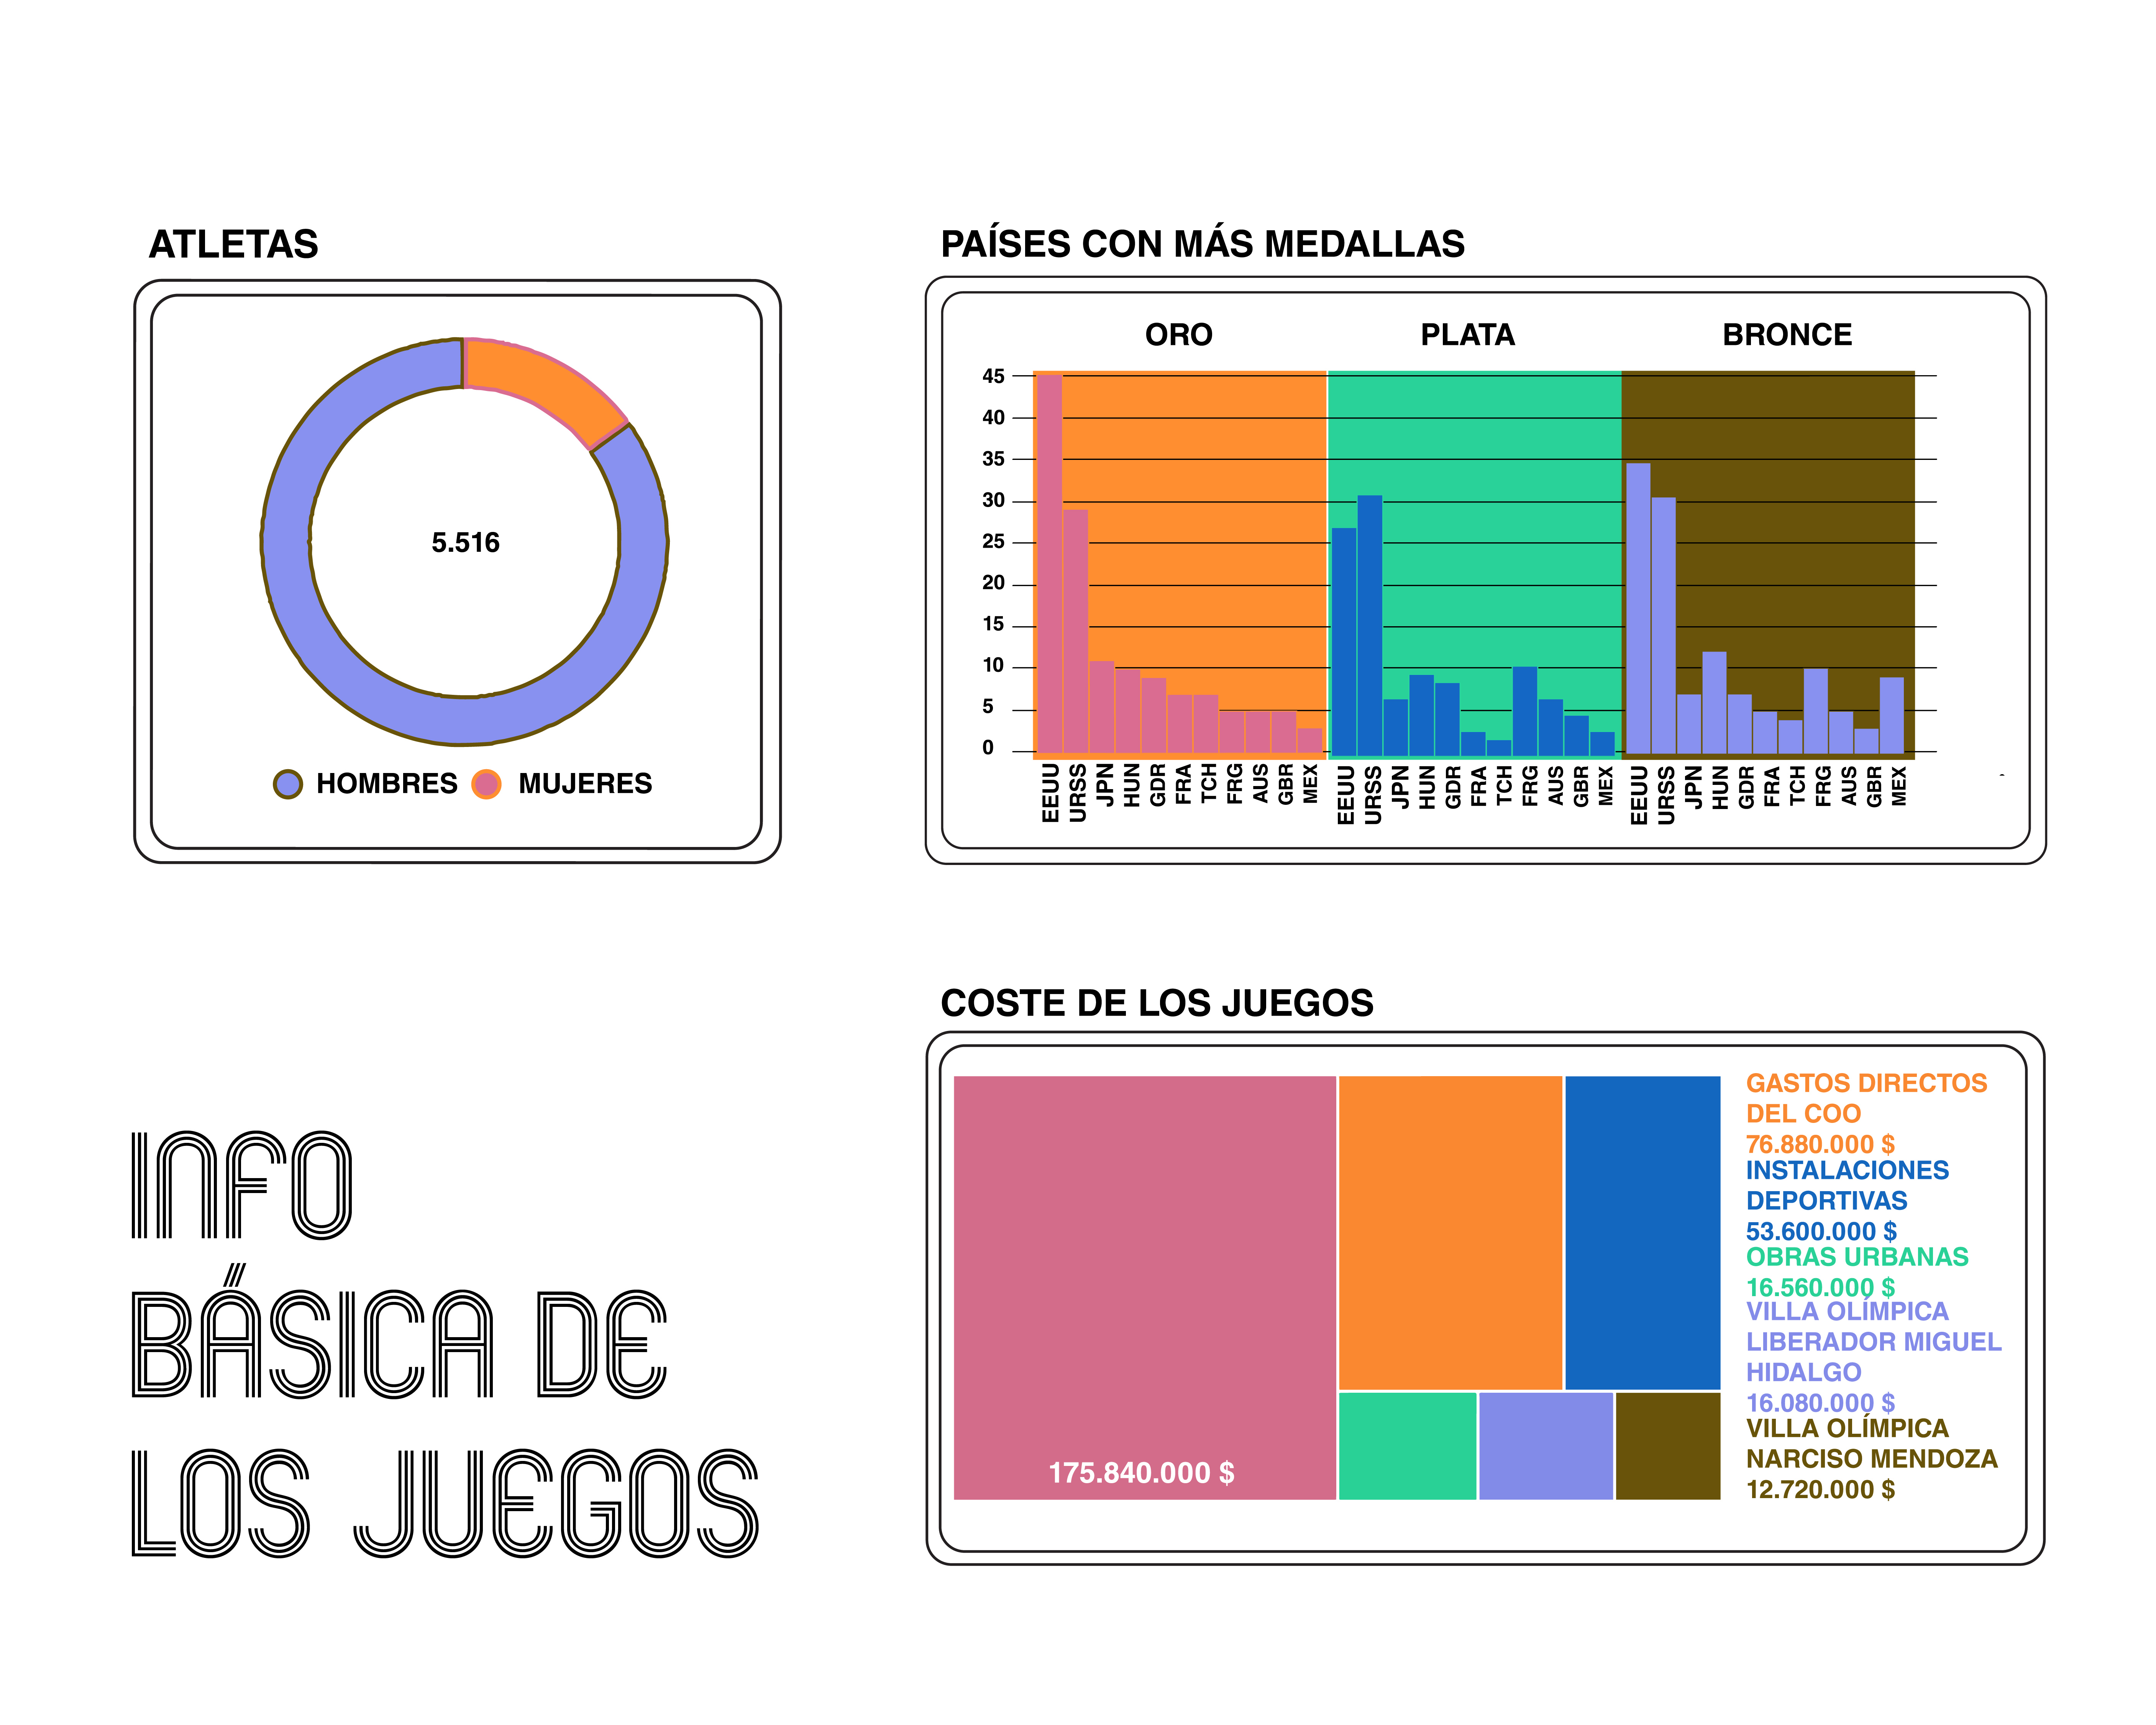 ATLETAS
5.516
HOMBRES MUJERES
PAÍSES CON MÁS MEDALLAS
ORO PLATA BRONCE
45
40
35
30
25
20
15
10
5
0
EEUU URSS JPN HUN GDR FRA TCH FRG AUS GBR MEX EEUU URSS JPN HUN GDR FRA TCH FRG AUS GBR MEX EEUU URSS JPN HUN GDR FRA TCH FRG AUS GBR MEX
INFO
BÁSICA DE
LOS JUEGOS
COSTE DE LOS JUEGOS
175.840.000 $
GASTOS DIRECTOS
DEL COO
76.880.000 $
INSTALACIONES
DEPORTIVAS
53.600.000 $
OBRAS URBANAS
16.560.000 $
VILLA OLÍMPICA
LIBERADOR MIGUEL
HIDALGO
16.080.000 $
VILLA OLÍMPICA
NARCISO MENDOZA
12.720.000 $